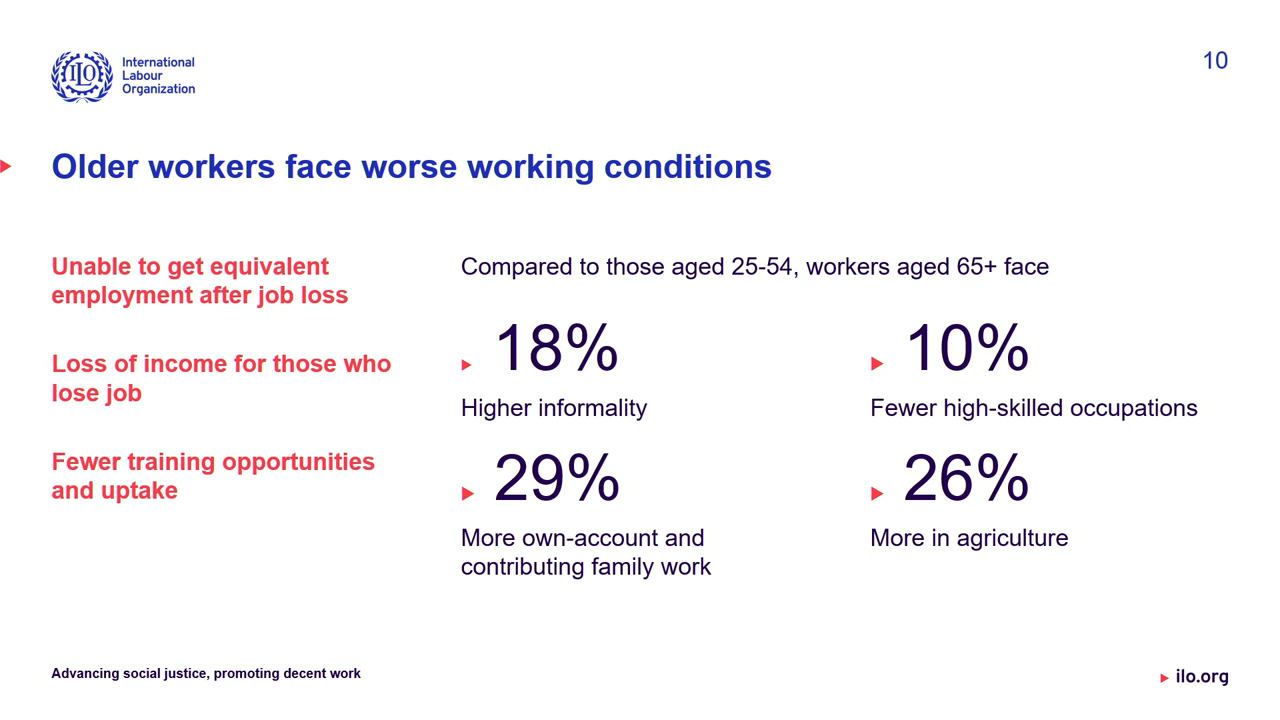 ILO
International
Labour
Organization
10
Older workers face worse working conditions
Unable to get equivalent
employment after job loss
Loss of income for those who
lose job
Fewer training opportunities
and uptake
Compared to those aged 25-54, workers aged 65+ face
18%
Higher informality
10%
Fewer high-skilled occupations
29%
More own-account and
contributing family work
26%
More in agriculture
Advancing social justice, promoting decent work
ilo.org